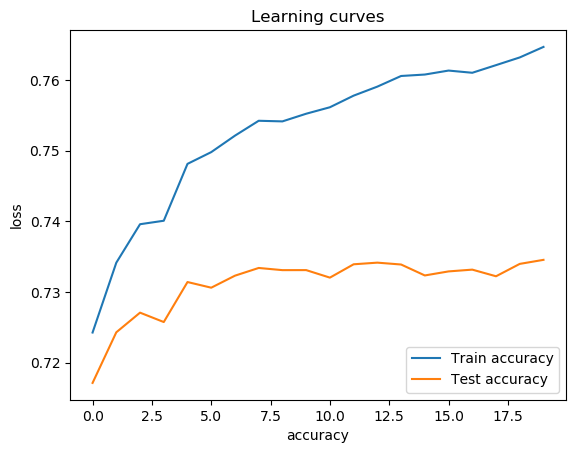 Learning curves
0.76
0.75
0.74
0.73
0.72
loss
Train accuracy
Test accuracy
0.0 2.5 5.0 7.5 10.0 12.5 15.0 17.5
accuracy